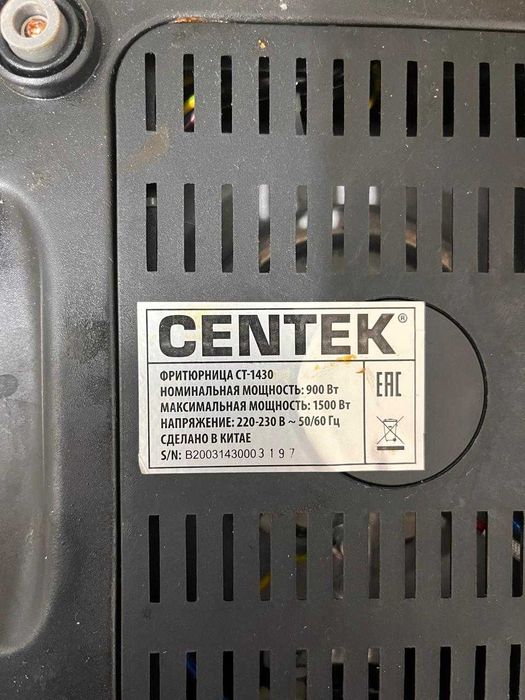 CENTEK®
ФРИТЮРНИЦА CT-1430
НОМИНАЛЬНАЯ МОЩНОСТЬ: 900 Вт
МАКСИМАЛЬНАЯ МОЩНОСТЬ: 1500 Вт
НАПРЯЖЕНИЕ: 220-230 В ~ 50/60 Гц
СДЕЛАНО В КИТАЕ
S/N: B20031430003197
EAC